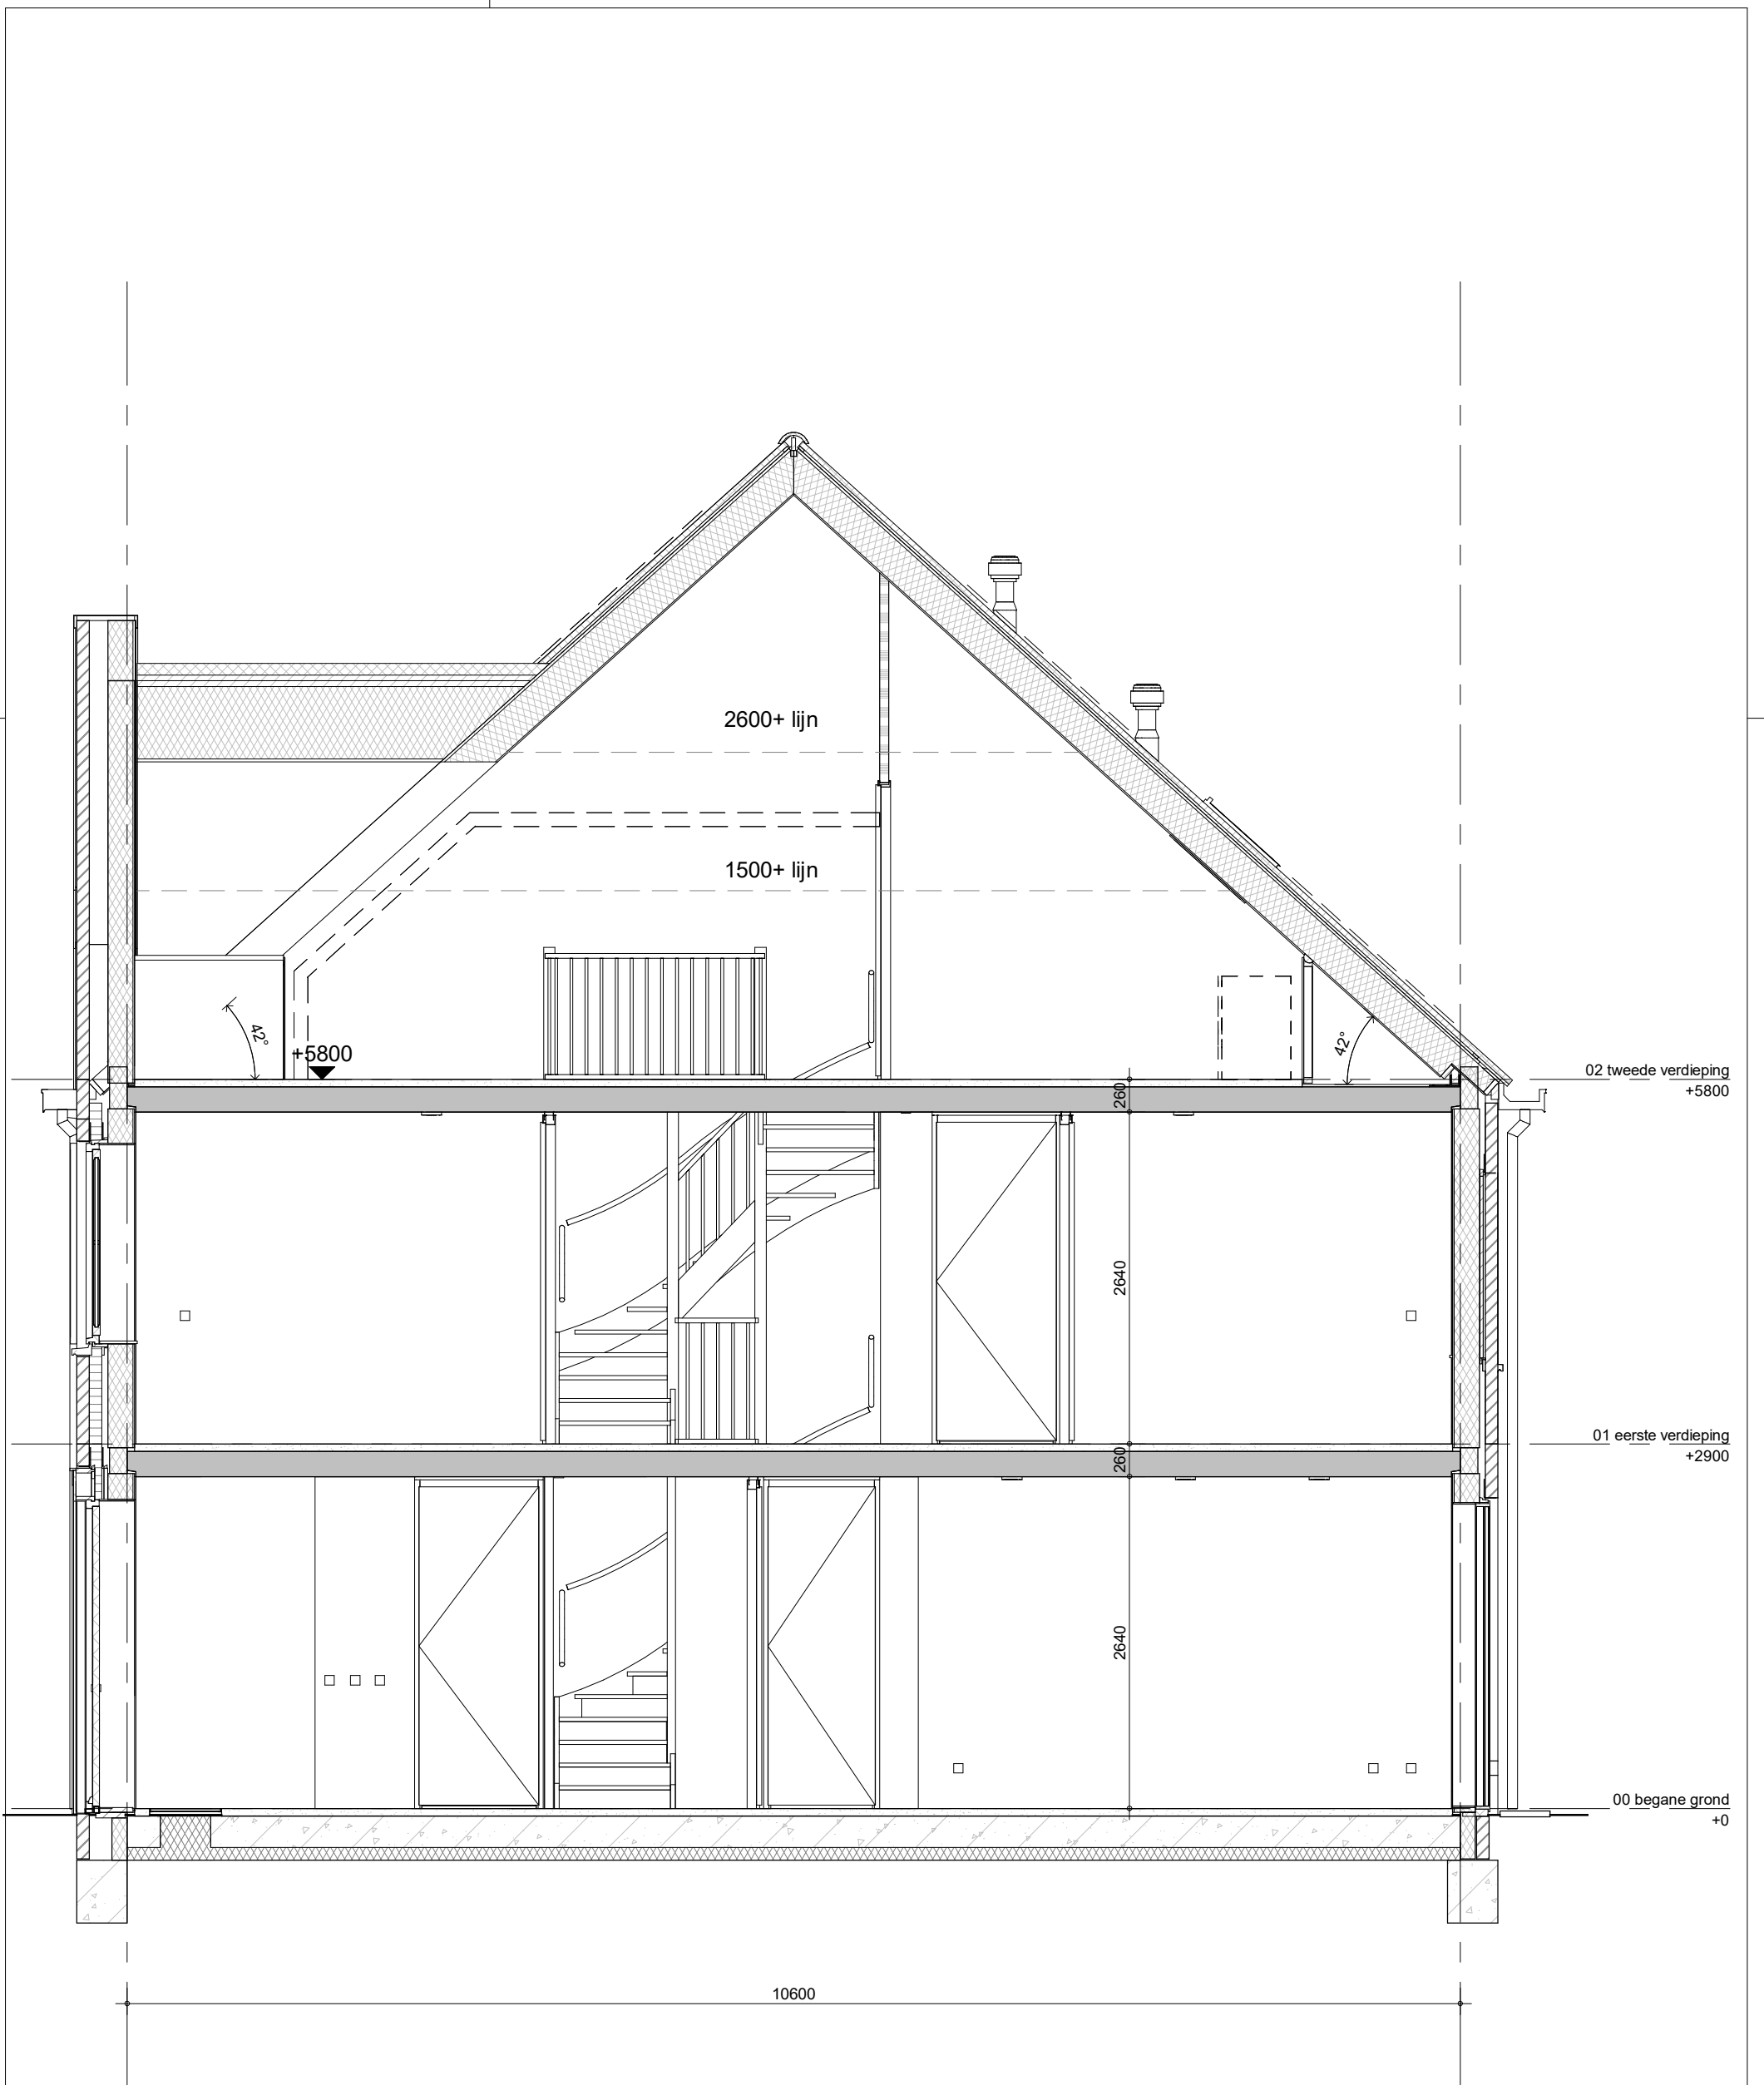 2600+ lijn
1500+ lijn
42°
+5800
42°
02 tweede verdieping
+5800
260
2640
01 eerste verdieping
+2900
260
2640
00 begane grond
+0
10600